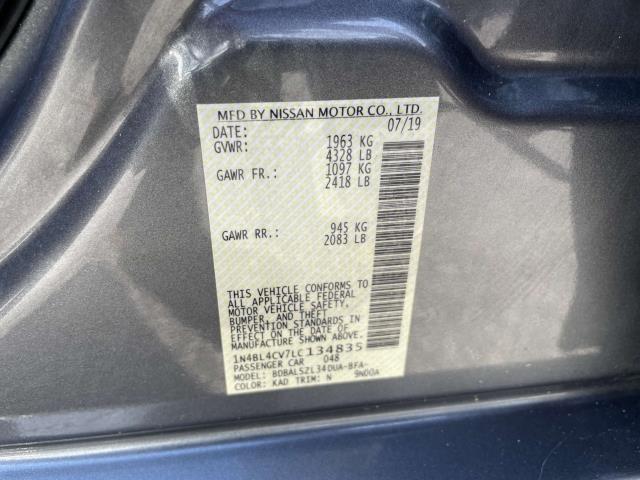 MFD BY NISSAN MOTOR CO., LTD.
DATE: 07/19
GVWR: 1963 KG
4328 LB
GAWR FR.: 1097 KG
2418 LB
GAWR RR.: 945 KG
2083 LB
THIS VEHICLE CONFORMS TO
ALL APPLICABLE FEDERAL
MOTOR VEHICLE SAFETY,
BUMPER, AND THEFT
PREVENTION STANDARDS IN
EFFECT ON THE DATE OF
MANUFACTURE SHOWN ABOVE.
1N4BL4CV7LC134835
PASSENGER CAR 048
MODEL: BDBALSZL34DUA-BFA-
COLOR: KAD TRIM: N 9N00A